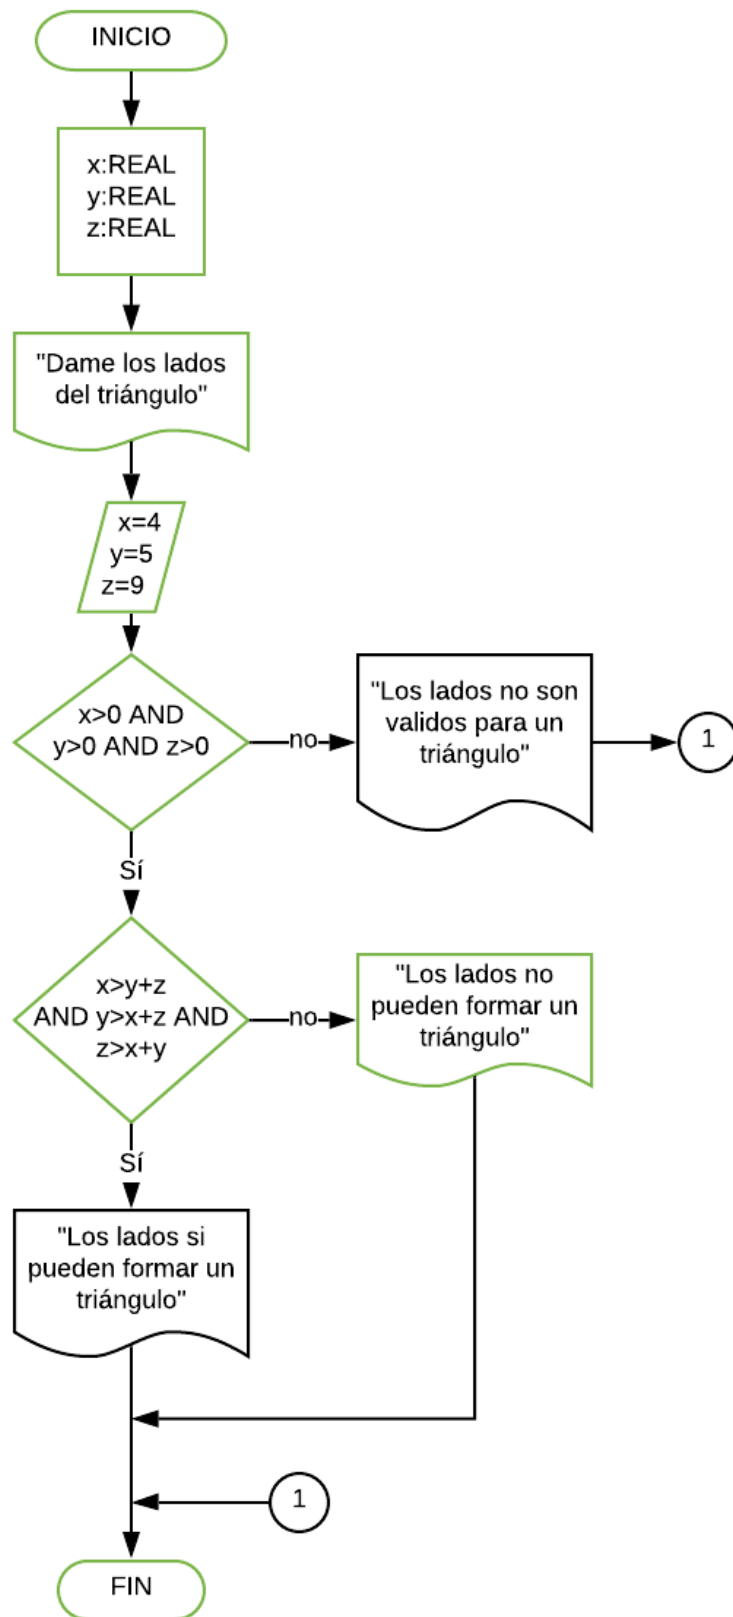 INICIO
x:REAL
y:REAL
z:REAL
"Dame los lados
del triángulo"
x=4
y=5
z=9
x>0 AND
y>0 AND z>0
no
"Los lados no son
validos para un
triángulo"
1
Sí
x>y+z
AND y>x+z AND
z>x+y
no
"Los lados no
pueden formar un
triángulo"
Sí
"Los lados si
pueden formar un
triángulo"
1
FIN